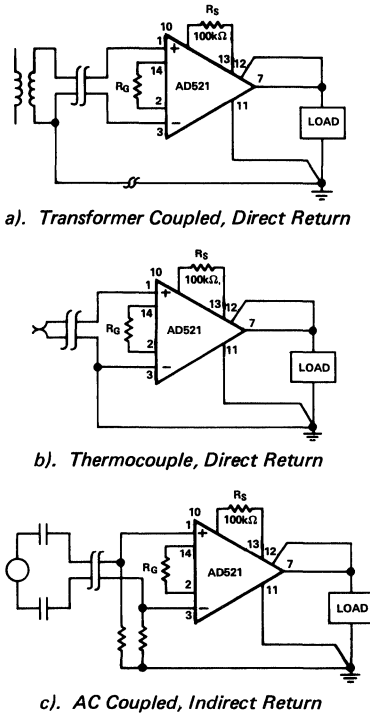 RS
10
100kΩ
1
+
13
12
14
RG
AD521
7
2
−
11
3
LOAD
a). Transformer Coupled, Direct Return
RS
10
100kΩ
1
+
13
12
14
RG
AD521
7
2
−
11
3
LOAD
b). Thermocouple, Direct Return
RS
10
100kΩ
1
+
13
12
14
RG
AD521
7
2
−
11
3
LOAD
c). AC Coupled, Indirect Return